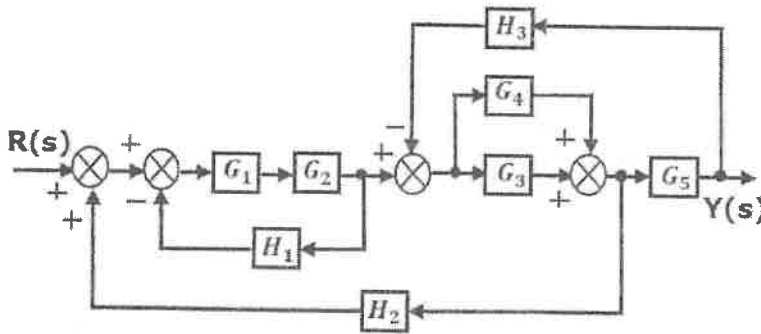 H₃
G₄
R(s)
+
−
+
+
G₁
G₂
G₃
G₅
+
+
−
+
Y(s)
H₁
H₂